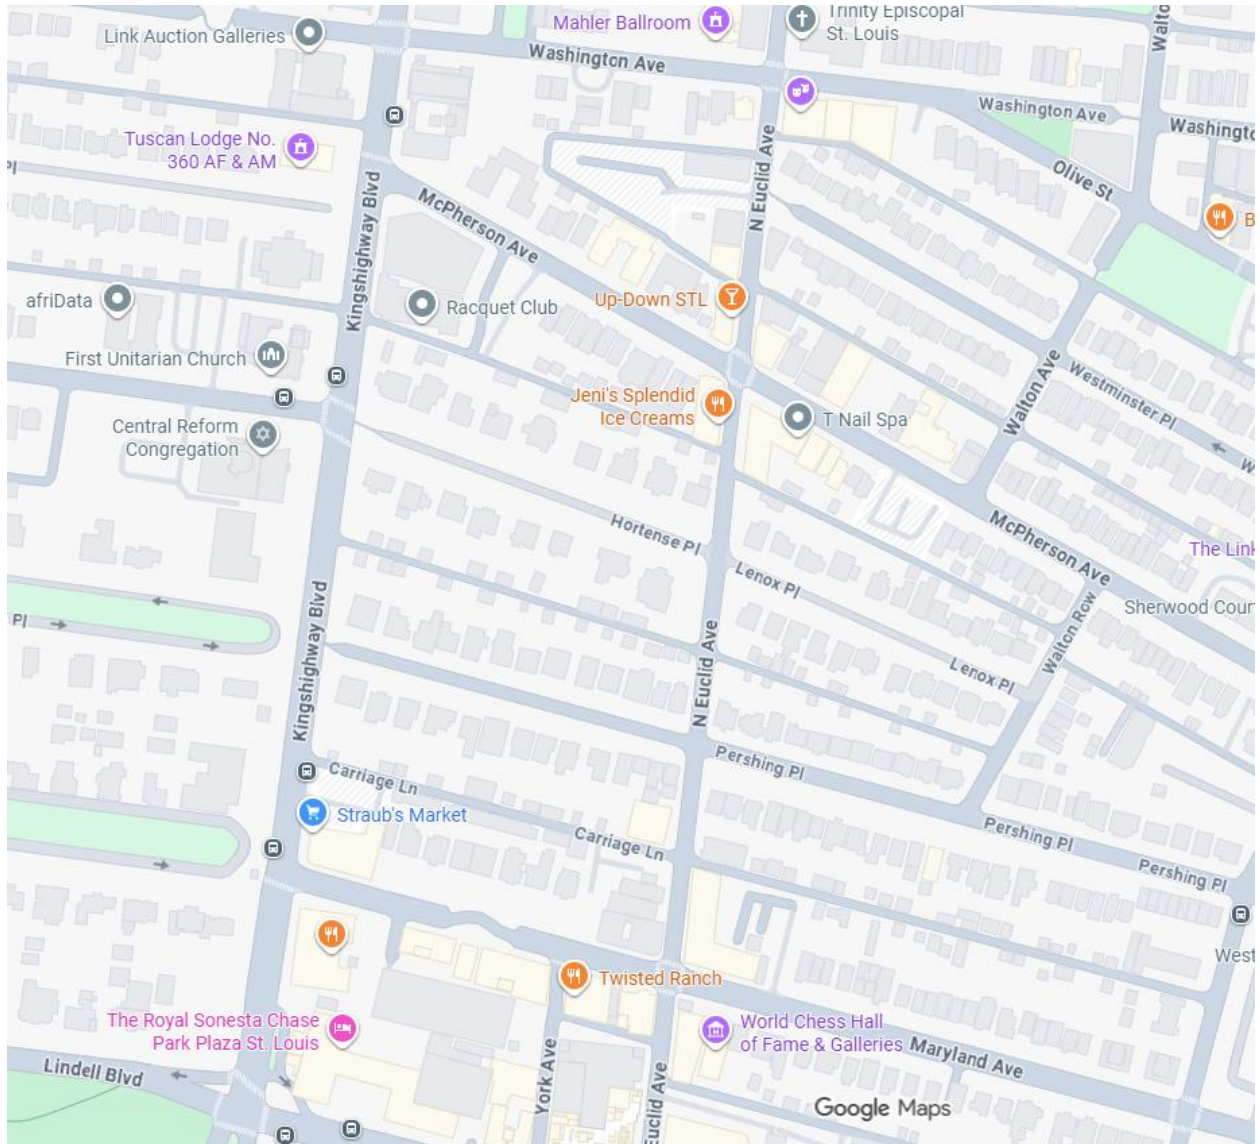 Mahler Ballroom
Trinity Episcopal
St. Louis
Link Auction Galleries
Washington Ave
Walto
Washington Ave
Washingto
Tuscan Lodge No.
360 AF & AM
Pl
N Euclid Ave
Olive St
McPherson Ave
B
Kingshighway Blvd
afriData
Racquet Club
Up-Down STL
First Unitarian Church
Walton Ave
Westminster Pl
Jeni's Splendid
Ice Creams
T Nail Spa
Central Reform
Congregation
W
Hortense Pl
McPherson Ave
The Link
Lenox Pl
Sherwood Cour
Pl
Kingshighway Blvd
N Euclid Ave
Walton Row
Lenox Pl
Pershing Pl
Carriage Ln
Straub's Market
Carriage Ln
Pershing Pl
Pershing Pl
West
Twisted Ranch
The Royal Sonesta Chase
Park Plaza St. Louis
World Chess Hall
of Fame & Galleries
Maryland Ave
Lindell Blvd
York Ave
Euclid Ave
Google Maps